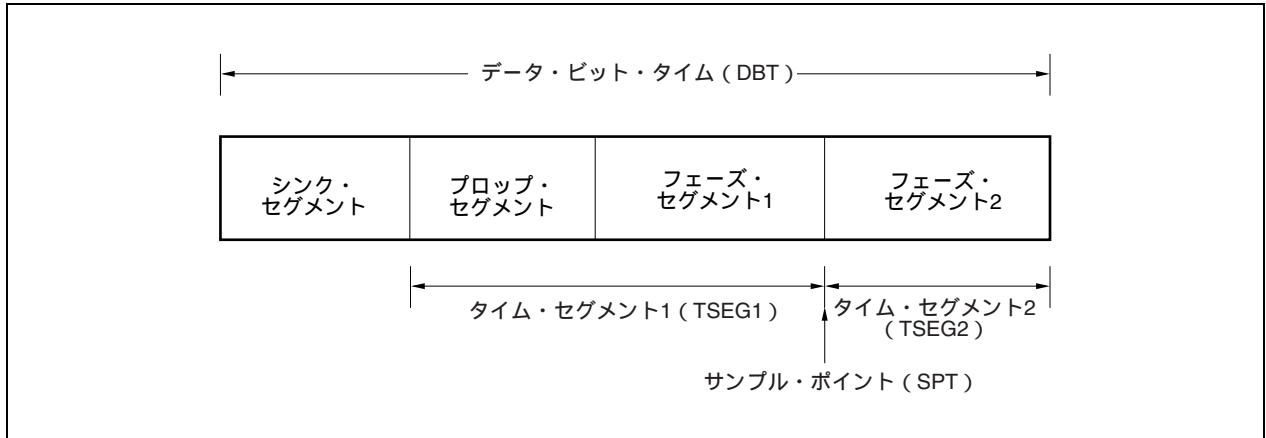 データ・ビット・タイム（DBT）
シンク・
セグメント
プロップ・
セグメント
フェーズ・
セグメント1
フェーズ・
セグメント2
タイム・セグメント1（TSEG1）
タイム・セグメント2
（TSEG2）
サンプル・ポイント（SPT）